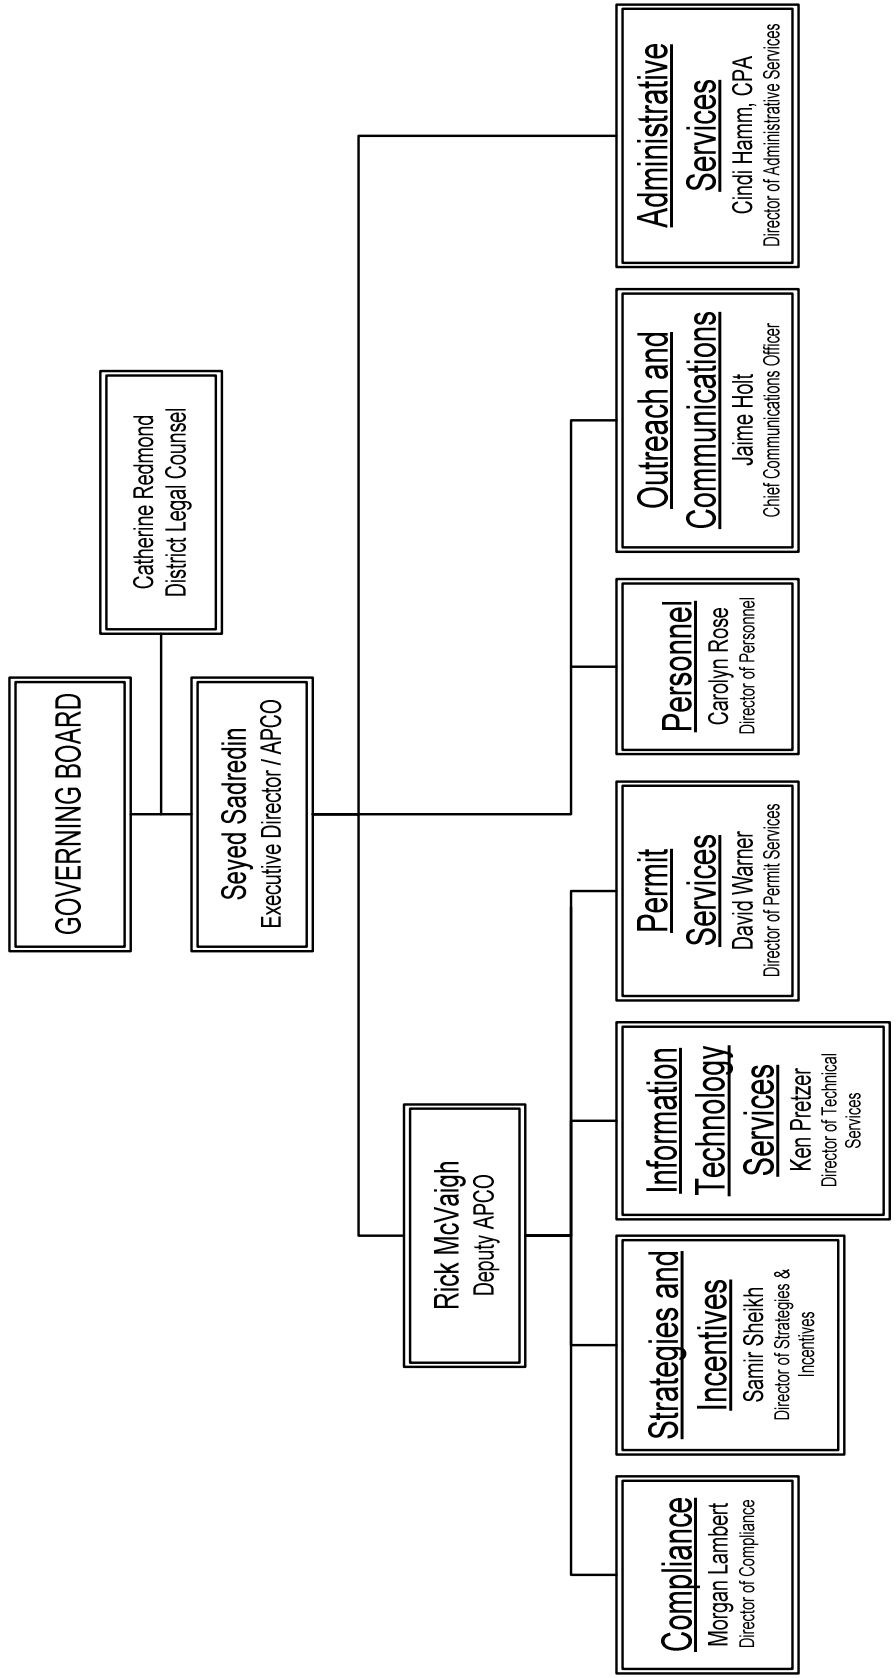 GOVERNING BOARD
Catherine Redmond
District Legal Counsel
Seyed Sadredin
Executive Director / APCO
Rick McVaigh
Deputy APCO
Compliance
Morgan Lambert
Director of Compliance
Strategies and
Incentives
Samir Sheikh
Director of Strategies &
Incentives
Information
Technology
Services
Ken Pretzer
Director of Technical
Services
Permit
Services
David Warner
Director of Permit Services
Personnel
Carolyn Rose
Director of Personnel
Outreach and
Communications
Jaime Holt
Chief Communications Officer
Administrative
Services
Cindi Hamm, CPA
Director of Administrative Services